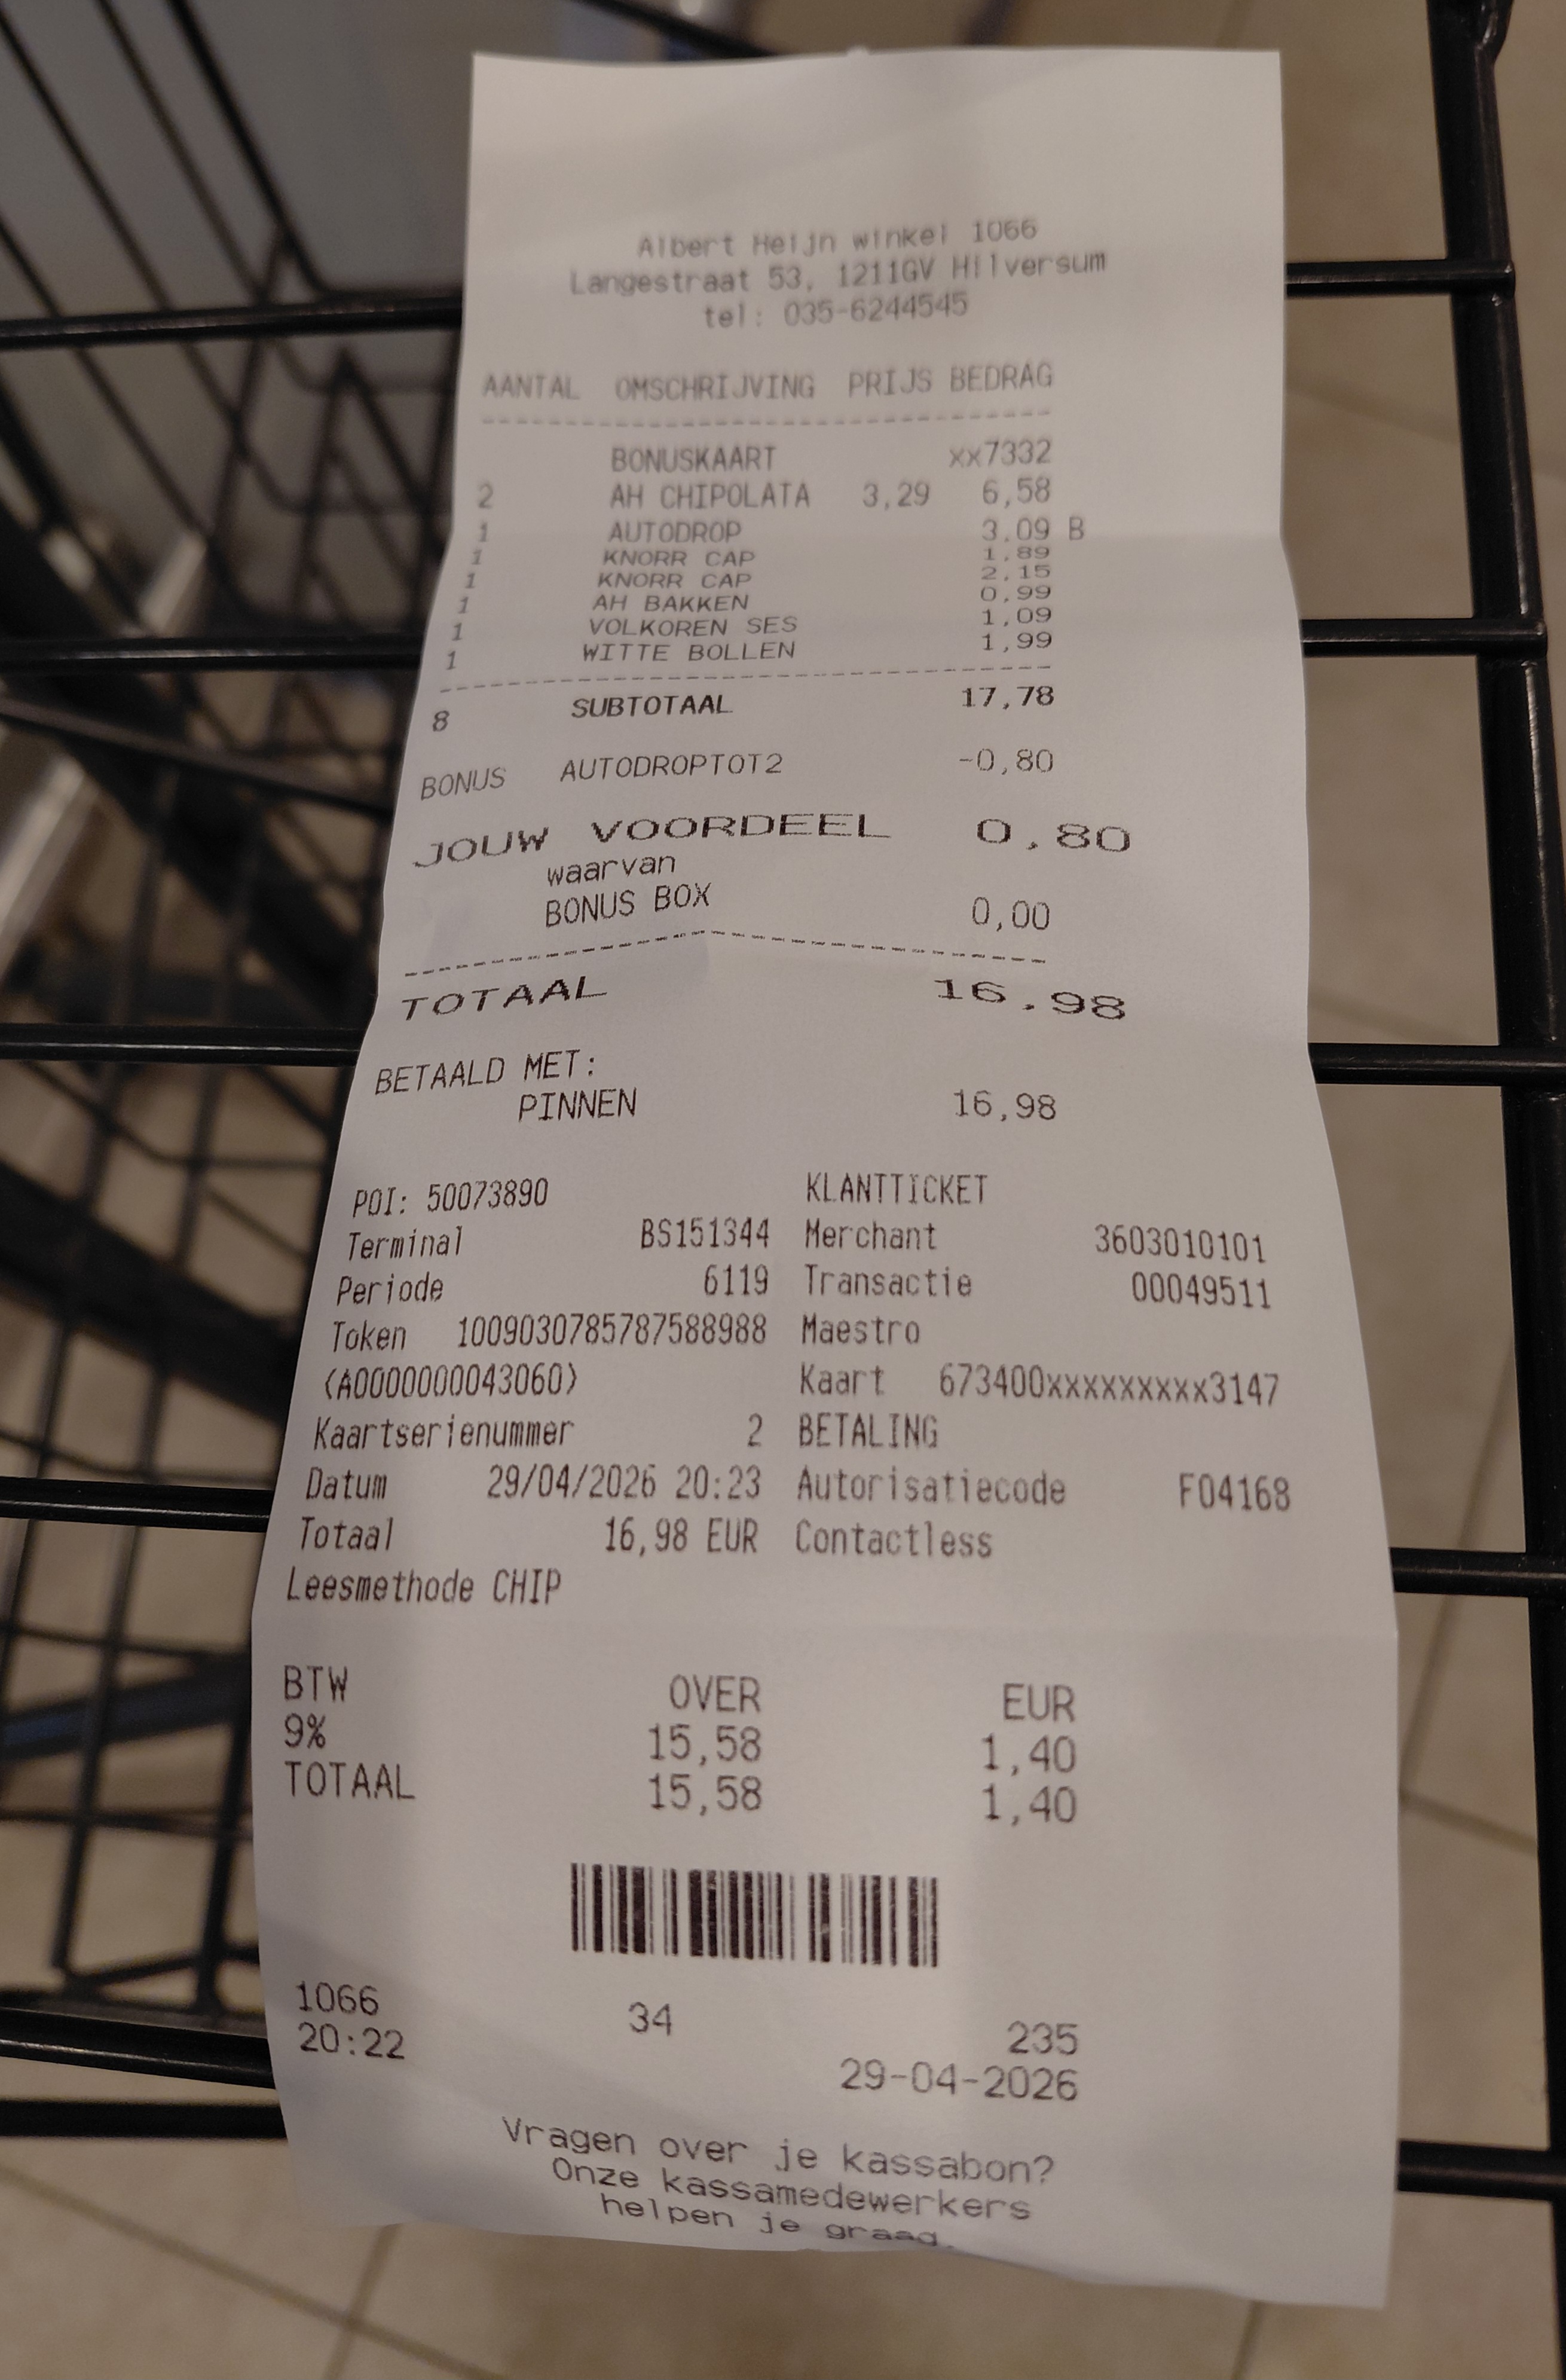 Albert Heijn winkel 1066
Langestraat 53, 1211GV Hilversum
tel: 035-6244545
AANTAL OMSCHRIJVING PRIJS BEDRAG
BONUSKAART xx7332
2 AH CHIPOLATA 3,29 6,58
1 AUTODROP 3,09 B
1 KNORR CAP 1,89
1 KNORR CAP 2,15
1 AH BAKKEN 0,99
1 VOLKOREN SES 1,09
1 WITTE BOLLEN 1,99
8 SUBTOTAAL 17,78
BONUS AUTODROPTOT2 -0,80
JOUW VOORDEEL 0,80
waarvan
BONUS BOX 0,00
TOTAAL 16,98
BETAALD MET:
PINNEN 16,98
POI: 50073890 KLANTTICKET
Terminal BS151344 Merchant 3603010101
Periode 6119 Transactie 00049511
Token 1009030785787588988 Maestro
(A0000000043060) Kaart 673400xxxxxxxxx3147
Kaartserienummer 2 BETALING
Datum 29/04/2026 20:23 Autorisatiecode F04168
Totaal 16,98 EUR Contactless
Leesmethode CHIP
BTW OVER EUR
9% 15,58 1,40
TOTAAL 15,58 1,40
1066 34 235
20:22 29-04-2026
Vragen over je kassabon?
Onze kassamedewerkers
helpen je graag.